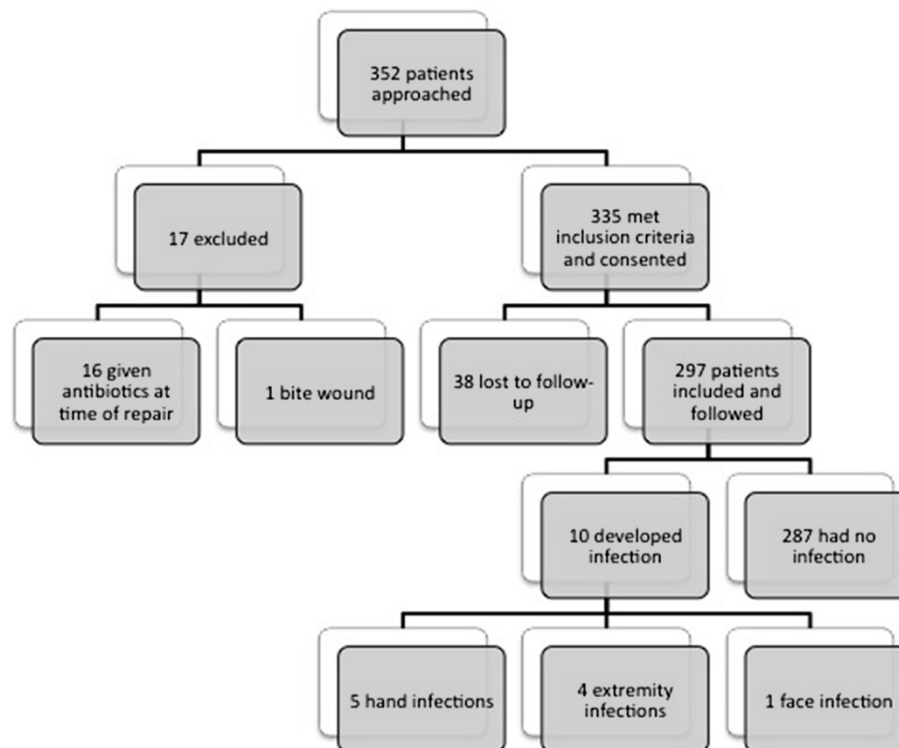 352 patients
approached
17 excluded
335 met
inclusion criteria
and consented
16 given
antibiotics at
time of repair
1 bite wound
38 lost to follow-
up
297 patients
included and
followed
10 developed
infection
287 had no
infection
5 hand infections
4 extremity
infections
1 face infection